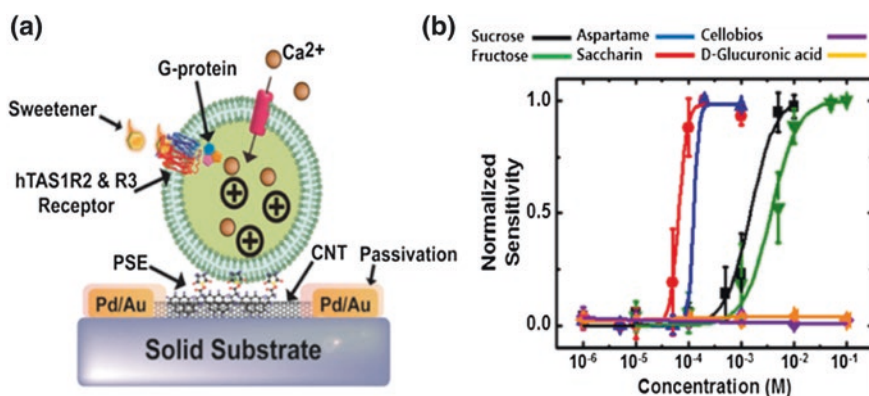 (a)
Ca2+
G-protein
Sweetener
hTAS1R2 & R3
Receptor
PSE
CNT
Passivation
Pd/Au
Pd/Au
Solid Substrate
(b)
Sucrose Aspartame Cellobios
Fructose Saccharin D-Glucuronic acid
Normalized
Sensitivity
1.0
0.5
0.0
10-6 10-5 10-4 10-3 10-2 10-1
Concentration (M)